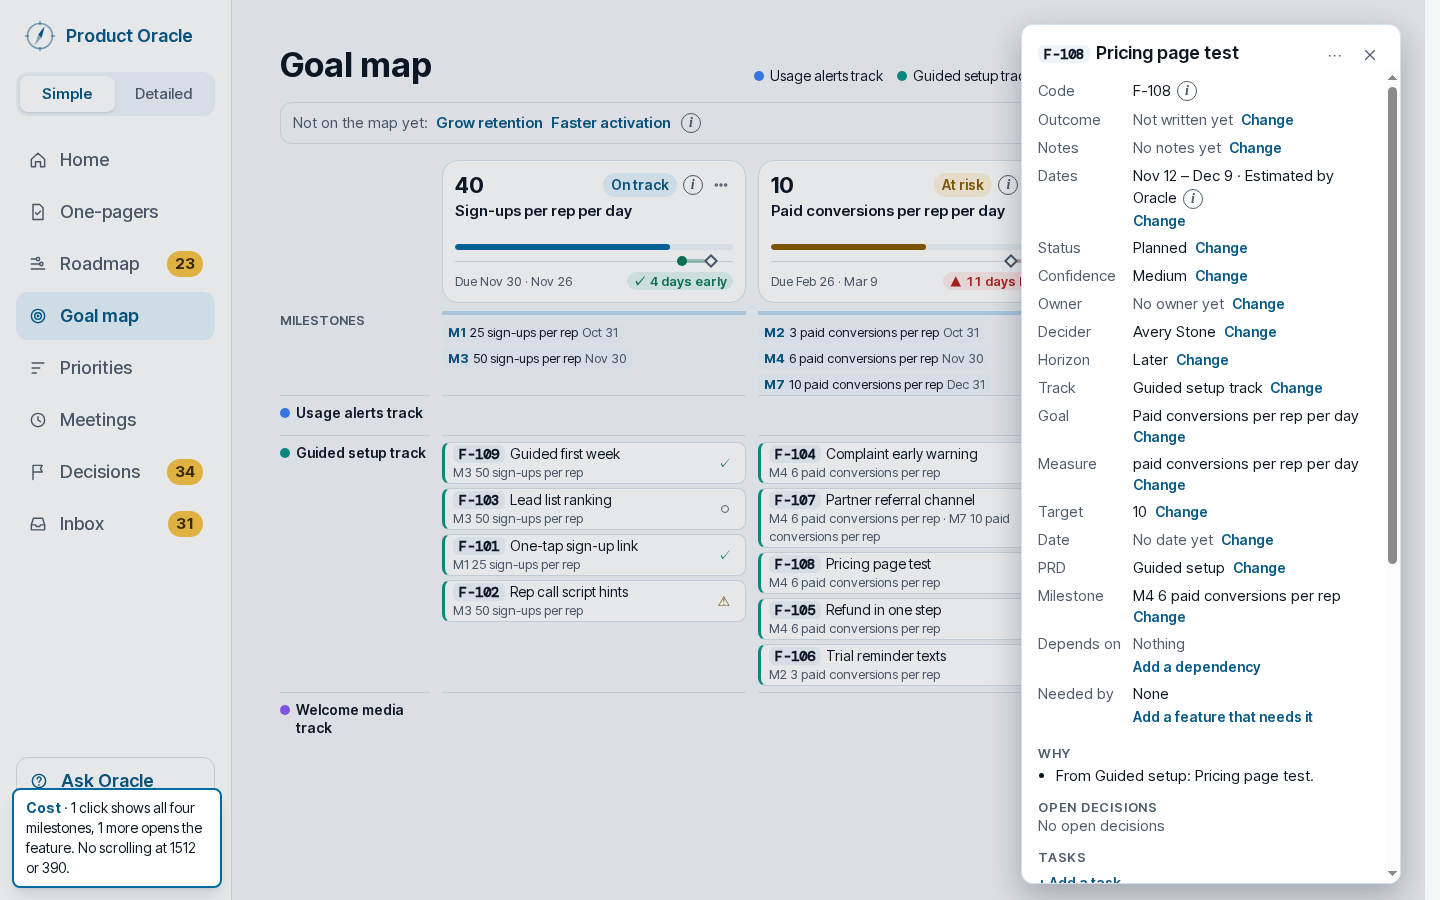 Product Oracle
Simple
Detailed
Home
One-pagers
Roadmap 23
Goal map
Priorities
Meetings
Decisions 34
Inbox 31
Ask Oracle
Cost · 1 click shows all four
milestones, 1 more opens the
feature. No scrolling at 1512
or 390.
Goal map
Usage alerts track
Guided setup
Not on the map yet: Grow retention Faster activation i
40 On track i
Sign-ups per rep per day
Due Nov 30 · Nov 26 ✓ 4 days early
10 At risk i
Paid conversions per rep per day
Due Feb 26 · Mar 9 ▲ 11 days
MILESTONES
M1 25 sign-ups per rep Oct 31
M3 50 sign-ups per rep Nov 30
M2 3 paid conversions per rep Oct 31
M4 6 paid conversions per rep Nov 30
M7 10 paid conversions per rep Dec 31
Usage alerts track
Guided setup track
F-109 Guided first week ✓
M3 50 sign-ups per rep
F-103 Lead list ranking
M3 50 sign-ups per rep
F-101 One-tap sign-up link ✓
M1 25 sign-ups per rep
F-102 Rep call script hints ⚠
M3 50 sign-ups per rep
F-104 Complaint early warning
M4 6 paid conversions per rep
F-107 Partner referral channel
M4 6 paid conversions per rep · M7 10 paid
conversions per rep
F-108 Pricing page test
M4 6 paid conversions per rep
F-105 Refund in one step
M4 6 paid conversions per rep
F-106 Trial reminder texts
M2 3 paid conversions per rep
Welcome media
track
F-108 Pricing page test
Code F-108 i
Outcome Not written yet Change
Notes No notes yet Change
Dates Nov 12 – Dec 9 · Estimated by
Oracle i
Change
Status Planned Change
Confidence Medium Change
Owner No owner yet Change
Decider Avery Stone Change
Horizon Later Change
Track Guided setup track Change
Goal Paid conversions per rep per day
Change
Measure paid conversions per rep per day
Change
Target 10 Change
Date No date yet Change
PRD Guided setup Change
Milestone M4 6 paid conversions per rep
Change
Depends on Nothing
Add a dependency
Needed by None
Add a feature that needs it
WHY
• From Guided setup: Pricing page test.
OPEN DECISIONS
No open decisions
TASKS
+ Add a task